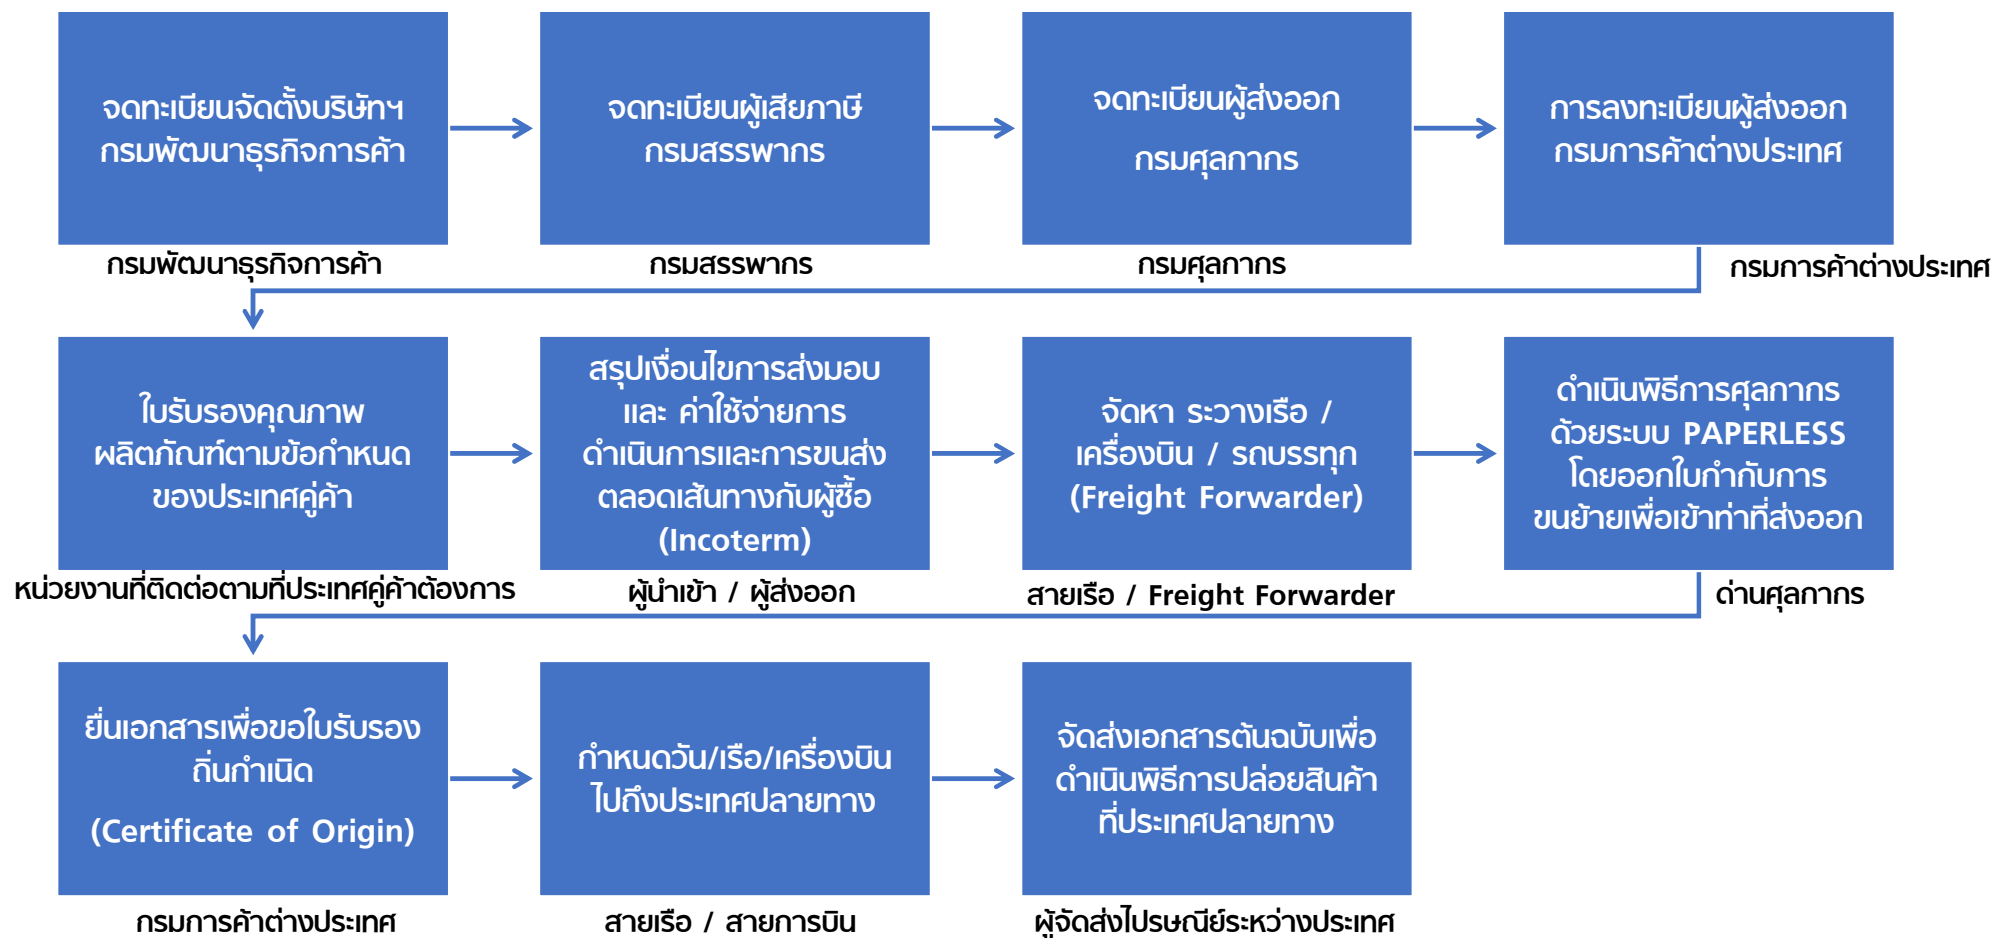 จดทะเบียนจัดตั้งบริษัทฯ
กรมพัฒนาธุรกิจการค้า
กรมพัฒนาธุรกิจการค้า
จดทะเบียนผู้เสียภาษี
กรมสรรพากร
กรมสรรพากร
จดทะเบียนผู้ส่งออก
กรมศุลกากร
กรมศุลกากร
การลงทะเบียนผู้ส่งออก
กรมการค้าต่างประเทศ
กรมการค้าต่างประเทศ
ใบรับรองคุณภาพ
ผลิตภัณฑ์ตามข้อกำหนด
ของประเทศคู่ค้า
หน่วยงานที่ติดต่อตามที่ประเทศคู่ค้าต้องการ
สรุปเงื่อนไขการส่งมอบ
และ ค่าใช้จ่ายการ
ดำเนินการและการขนส่ง
ตลอดเส้นทางกับผู้ซื้อ
(Incoterm)
ผู้นำเข้า / ผู้ส่งออก
จัดหา ระวางเรือ /
เครื่องบิน / รถบรรทุก
(Freight Forwarder)
สายเรือ / Freight Forwarder
ดำเนินพิธีการศุลกากร
ด้วยระบบ PAPERLESS
โดยออกใบกำกับการ
ขนย้ายเพื่อเข้าท่าที่ส่งออก
ด่านศุลกากร
ยื่นเอกสารเพื่อขอใบรับรอง
ถิ่นกำเนิด
(Certificate of Origin)
กรมการค้าต่างประเทศ
กำหนดวัน/เรือ/เครื่องบิน
ไปถึงประเทศปลายทาง
สายเรือ / สายการบิน
จัดส่งเอกสารต้นฉบับเพื่อ
ดำเนินพิธีการปล่อยสินค้า
ที่ประเทศปลายทาง
ผู้จัดส่งไปรษณีย์ระหว่างประเทศ